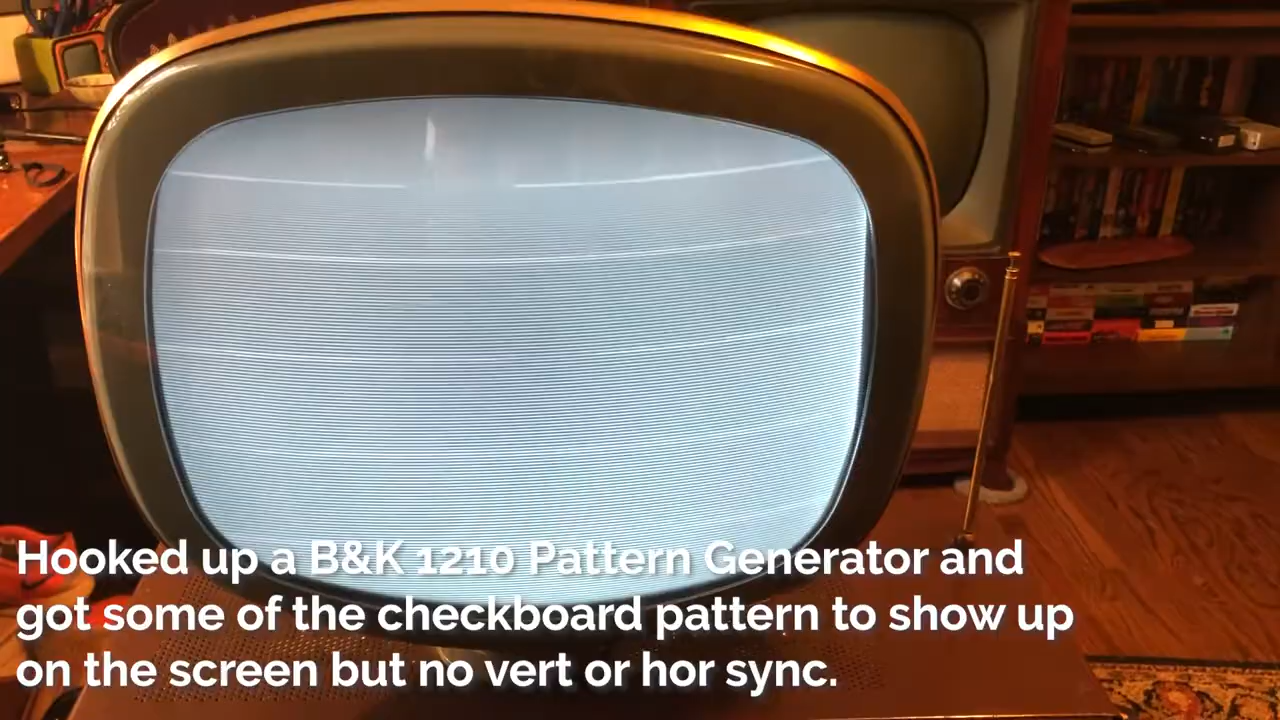 Hooked up a B&K 1210 Pattern Generator and
got some of the checkboard pattern to show up
on the screen but no vert or hor sync.